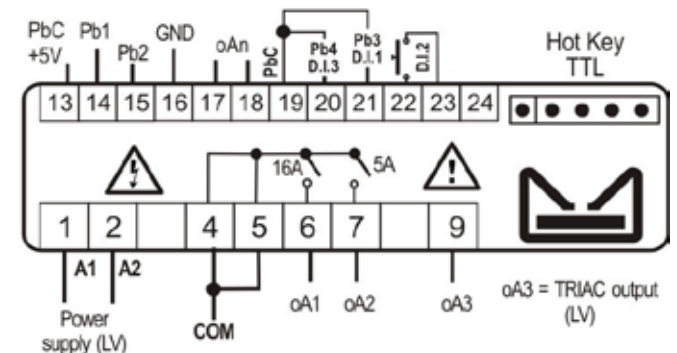 PbC Pb1 GND
+5V Pb2 oAn PbC Pb4 Pb3 D.I.2 Hot Key
D.I.3 D.I.1 TTL
13 14 15 16 17 18 19 20 21 22 23 24
16A 5A
1 2 4 5 6 7 9
A1 A2
Power
supply (LV)
COM
oA1 oA2 oA3
oA3 = TRIAC output
(LV)